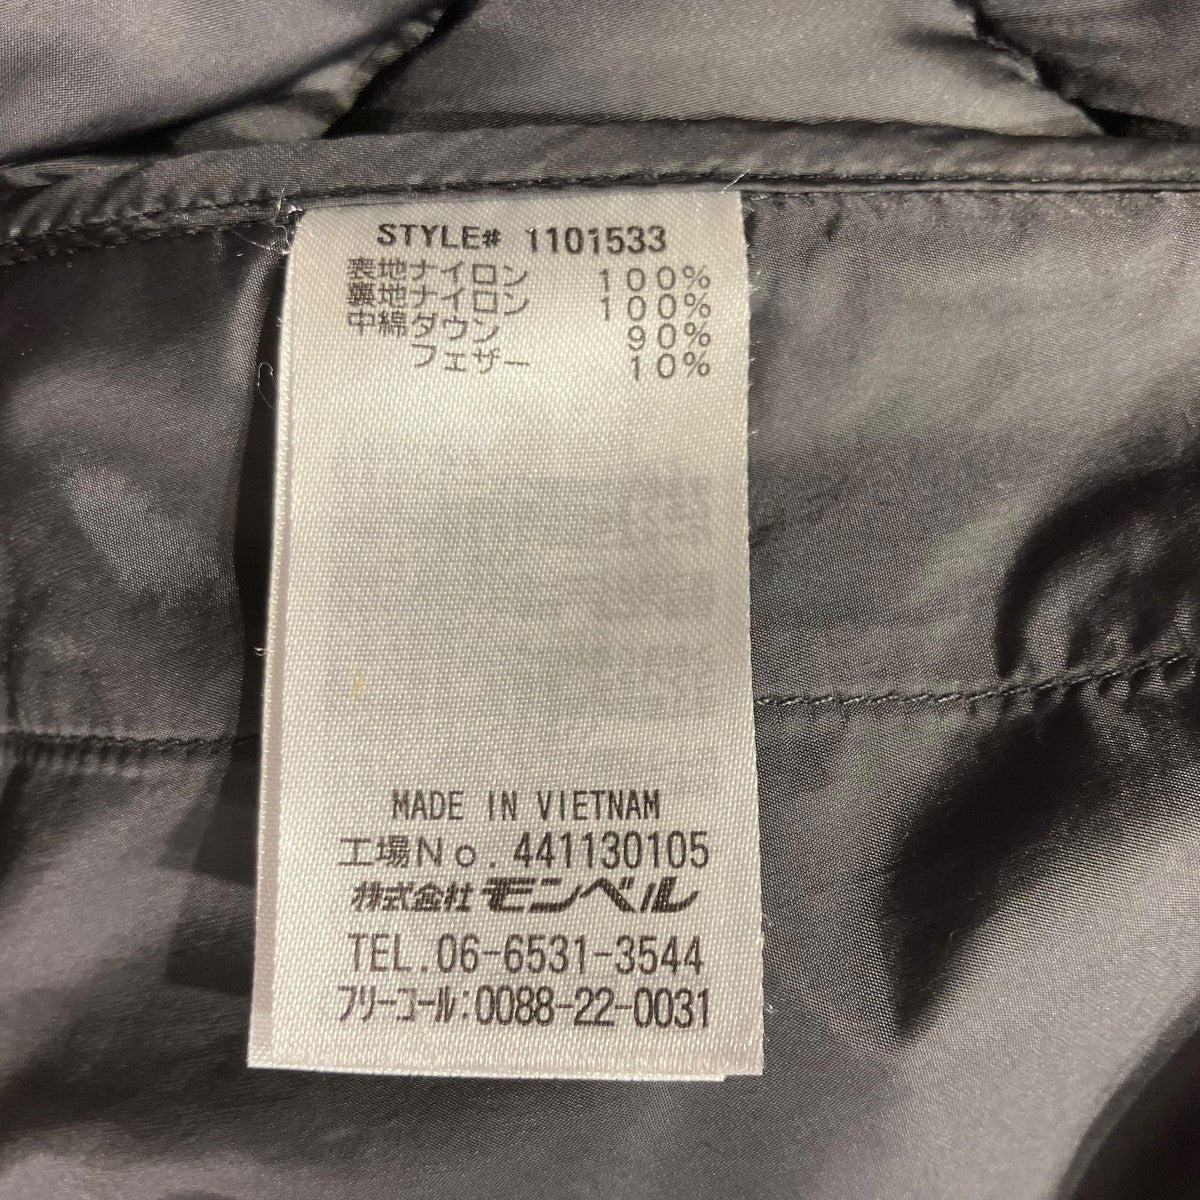 STYLE# 1101533
表地ナイロン 100%
裏地ナイロン 100%
中綿ダウン 90%
フェザー 10%
MADE IN VIETNAM
工場No. 441130105
株式会社モンベル
TEL.06-6531-3544
フリーコール:0088-22-0031